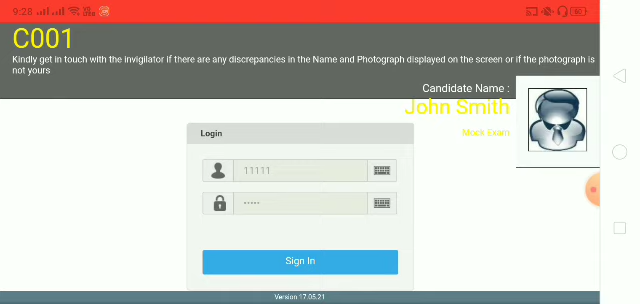 9:28
C001
Kindly get in touch with the invigilator if there are any discrepancies in the Name and Photograph displayed on the screen or if the photograph is
not yours
Candidate Name :
John Smith
Mock Exam
Login
11111
•••••
Sign In
Version 17.05.21